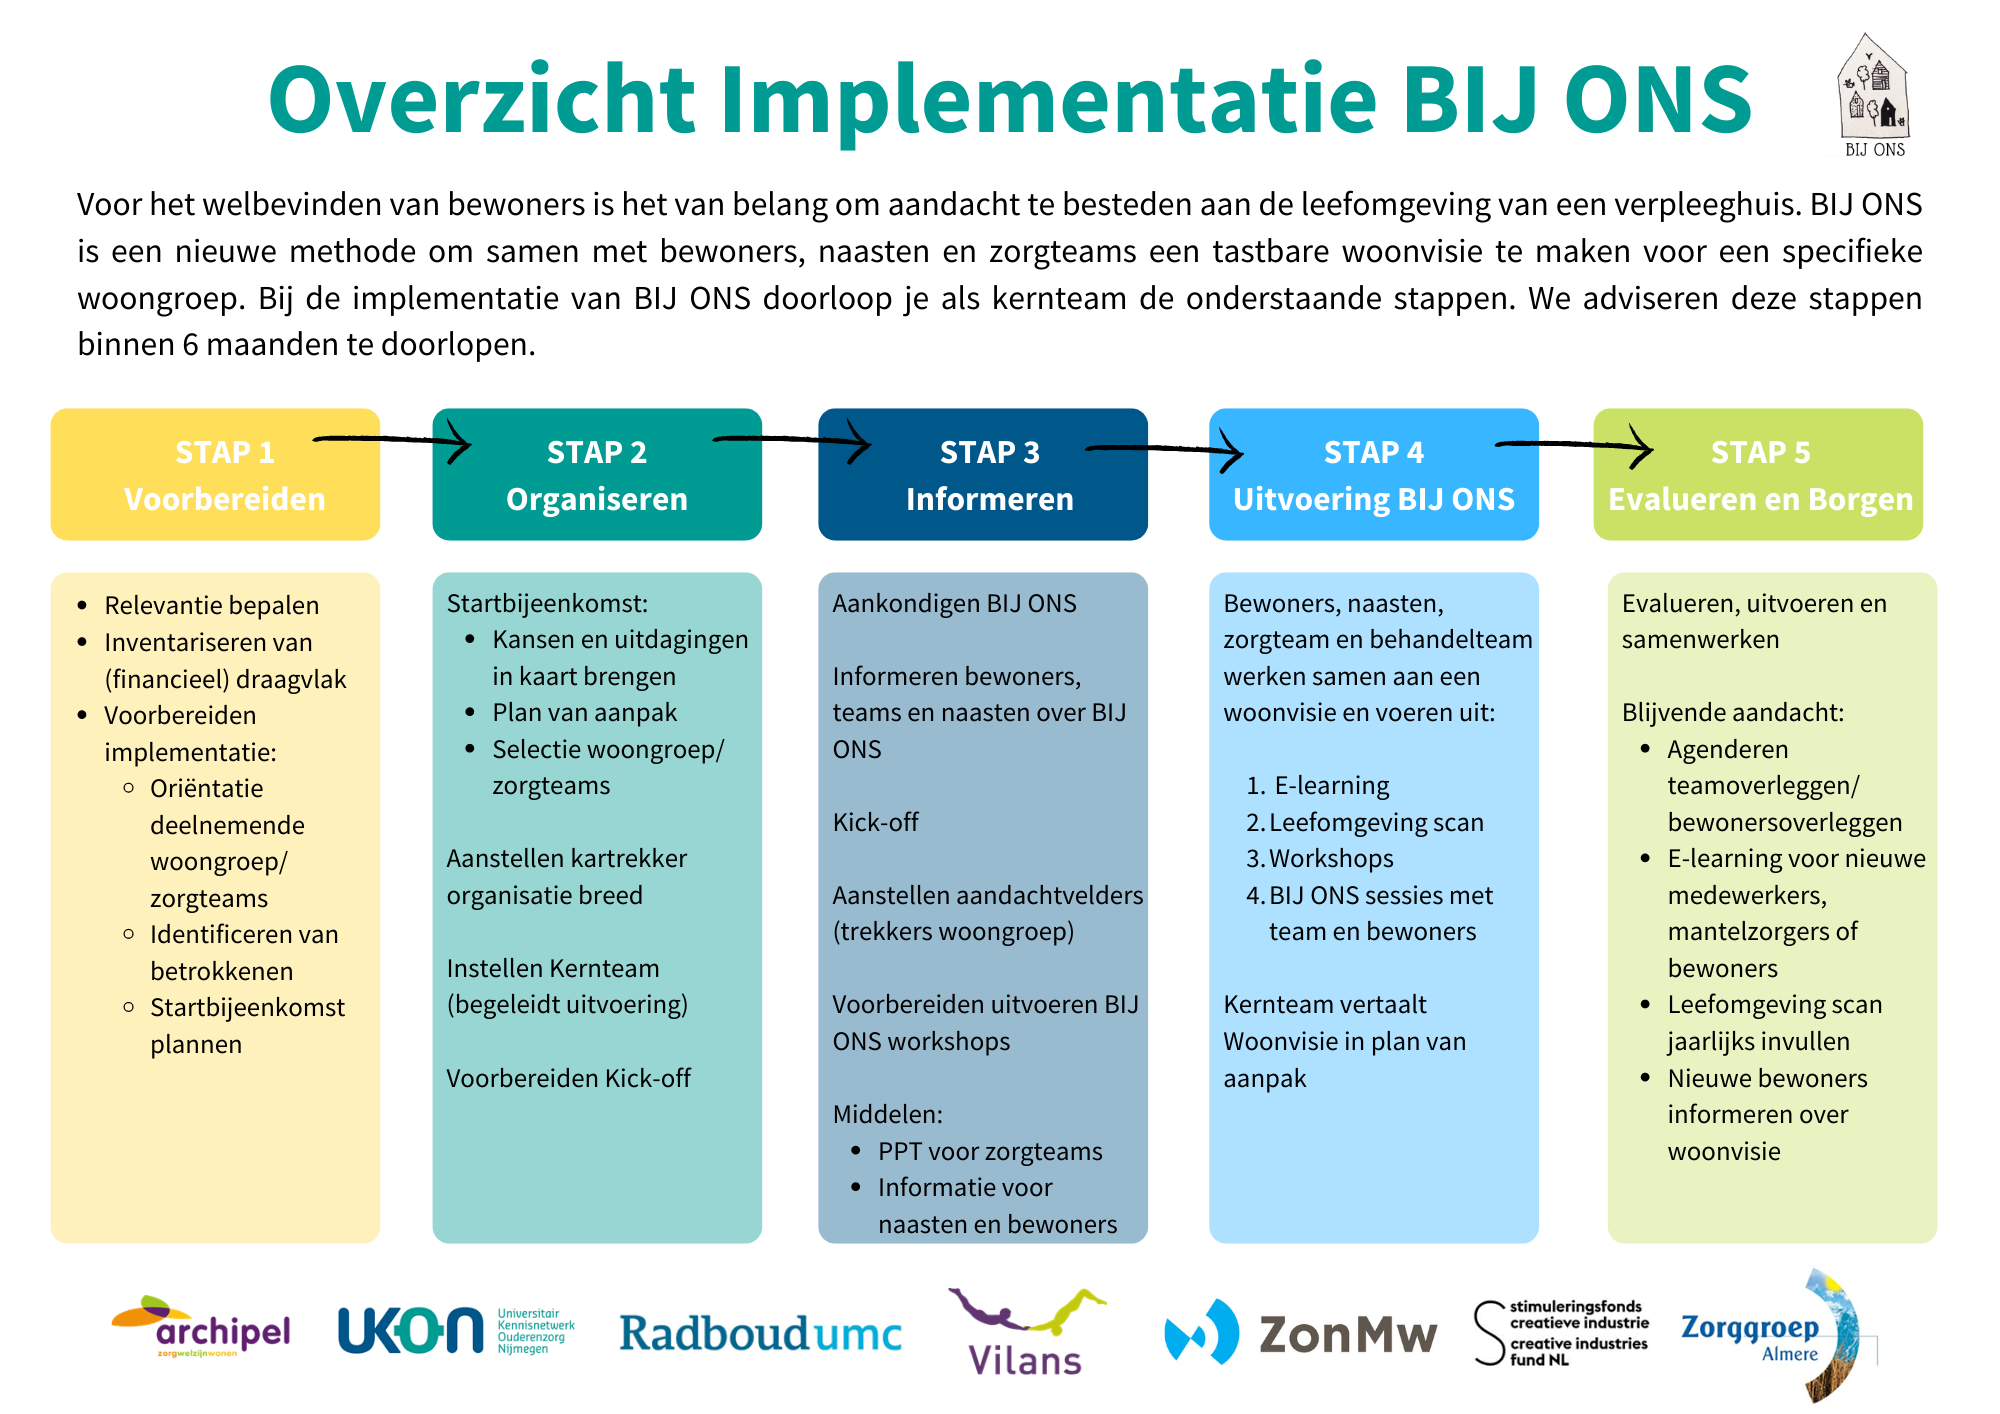 Overzicht Implementatie BIJ ONS
BIJ ONS
Voor het welbevinden van bewoners is het van belang om aandacht te besteden aan de leefomgeving van een verpleeghuis. BIJ ONS
is een nieuwe methode om samen met bewoners, naasten en zorgteams een tastbare woonvisie te maken voor een specifieke
woongroep. Bij de implementatie van BIJ ONS doorloop je als kernteam de onderstaande stappen. We adviseren deze stappen
binnen 6 maanden te doorlopen.
STAP 1
Voorbereiden
• Relevantie bepalen
• Inventariseren van
(financieel) draagvlak
• Voorbereiden
implementatie:
◦ Oriëntatie
deelnemende
woongroep/
zorgteams
◦ Identificeren van
betrokkenen
◦ Startbijeenkomst
plannen
STAP 2
Organiseren
Startbijeenkomst:
• Kansen en uitdagingen
in kaart brengen
• Plan van aanpak
• Selectie woongroep/
zorgteams
Aanstellen kartrekker
organisatie breed
Instellen Kernteam
(begeleidt uitvoering)
Voorbereiden Kick-off
STAP 3
Informeren
Aankondigen BIJ ONS
Informeren bewoners,
teams en naasten over BIJ
ONS
Kick-off
Aanstellen aandachtvelders
(trekkers woongroep)
Voorbereiden uitvoeren BIJ
ONS workshops
Middelen:
• PPT voor zorgteams
• Informatie voor
naasten en bewoners
STAP 4
Uitvoering BIJ ONS
Bewoners, naasten,
zorgteam en behandelteam
werken samen aan een
woonvisie en voeren uit:
1. E-learning
2. Leefomgeving scan
3. Workshops
4. BIJ ONS sessies met
team en bewoners
Kernteam vertaalt
Woonvisie in plan van
aanpak
STAP 5
Evalueren en Borgen
Evalueren, uitvoeren en
samenwerken
Blijvende aandacht:
• Agenderen
teamoverleggen/
bewonersoverleggen
• E-learning voor nieuwe
medewerkers,
mantelzorgers of
bewoners
• Leefomgeving scan
jaarlijks invullen
• Nieuwe bewoners
informeren over
woonvisie
archipel
zorgwelzijnwonen
UKON
Universitair
Kennisnetwerk
Ouderenzorg
Nijmegen
Radboudumc
Vilans
ZonMw
stimuleringsfonds
creatieve industrie
creative industries
fund NL
Zorggroep
Almere